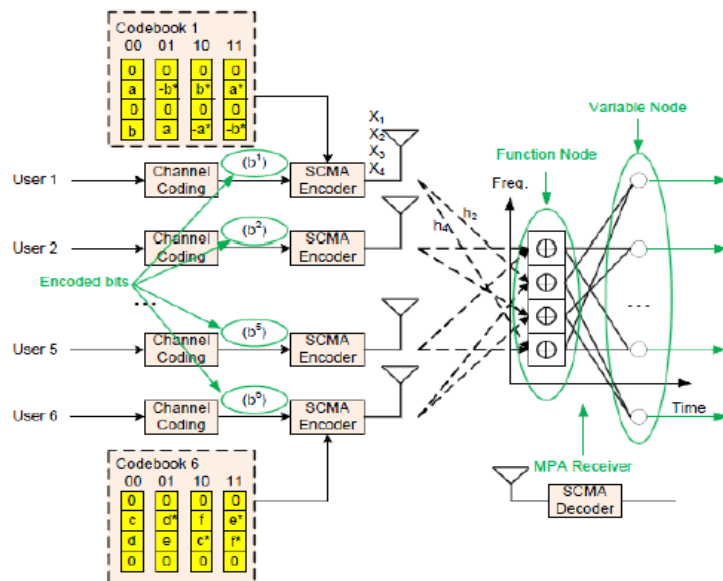 Codebook 1
00 01 10 11
0 0 0 0
a -b* b* a*
0 0 0 0
b a -a* -b*
X1
X2
X3
X4
Variable Node
Function Node
Freq.
User 1
Channel Coding
(b1)
SCMA Encoder
h2
h4
User 2
Channel Coding
(b2)
SCMA Encoder
Encoded bits
...
...
User 5
Channel Coding
(b5)
SCMA Encoder
User 6
Channel Coding
SCMA Encoder
Time
MPA Receiver
SCMA Decoder
Codebook 6
00 01 10 11
0 0 0 0
c d* f e*
d e c* f*
0 0 0 0